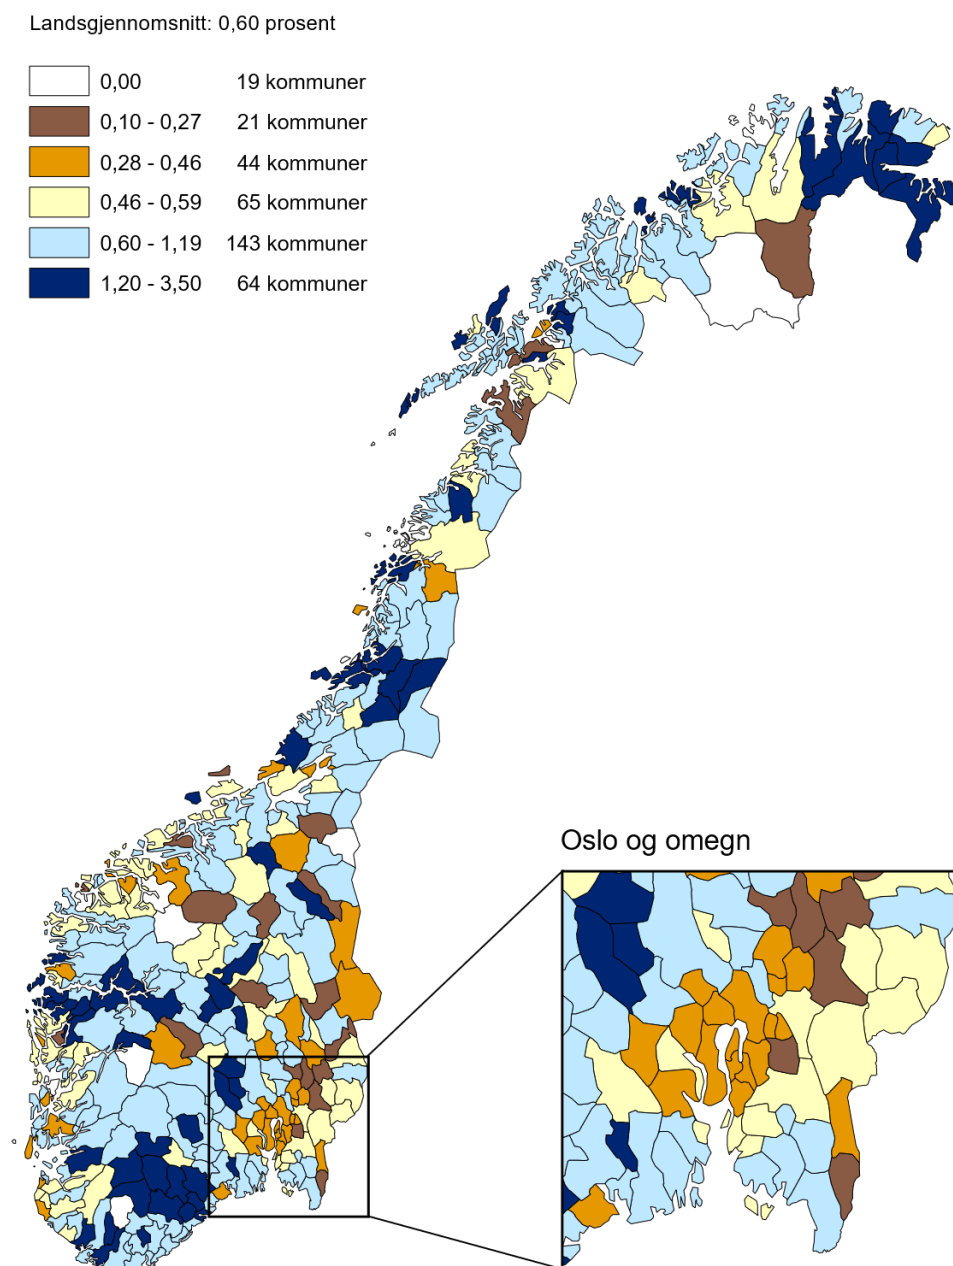 Landsgjennomsnitt: 0,60 prosent
0,00 19 kommuner
0,10 - 0,27 21 kommuner
0,28 - 0,46 44 kommuner
0,46 - 0,59 65 kommuner
0,60 - 1,19 143 kommuner
1,20 - 3,50 64 kommuner
Oslo og omegn